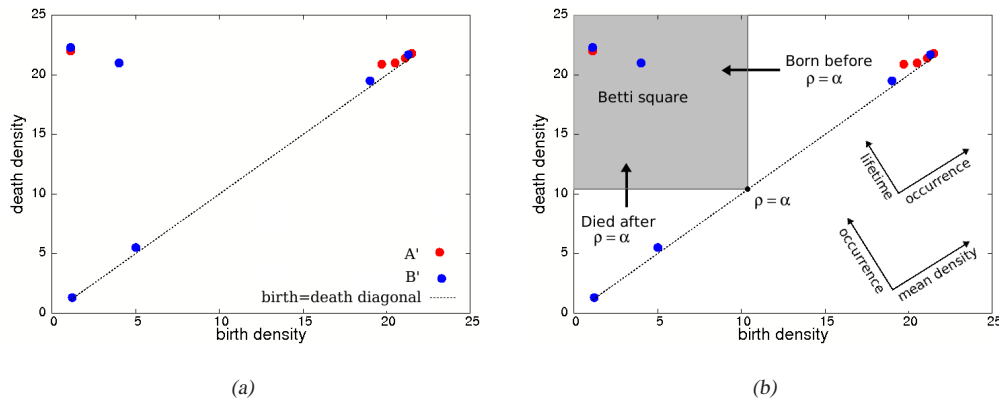 25
20
15
10
5
0
death density
0 5 10 15 20 25
birth density
A'
B'
birth=death diagonal
(a)
25
20
15
10
5
0
death density
0 5 10 15 20 25
birth density
Betti square
Born before
ρ = α
Died after
ρ = α
ρ = α
lifetime
occurrence
occurrence
mean density
(b)